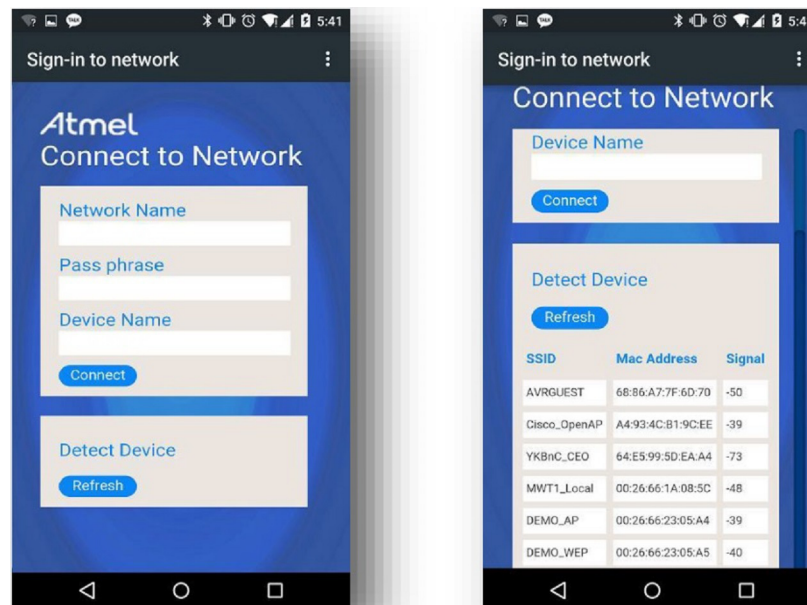 5:41
Sign-in to network
Atmel
Connect to Network
Network Name
Pass phrase
Device Name
Connect
Detect Device
Refresh
5:4
Sign-in to network
Connect to Network
Device Name
Connect
Detect Device
Refresh
SSID Mac Address Signal
AVRGUEST 68:86:A7:7F:6D:70 -50
Cisco_OpenAP A4:93:4C:B1:9C:EE -39
YKBnC_CEO 64:E5:99:5D:EA:A4 -73
MWT1_Local 00:26:66:1A:08:5C -48
DEMO_AP 00:26:66:23:05:A4 -39
DEMO_WEP 00:26:66:23:05:A5 -40